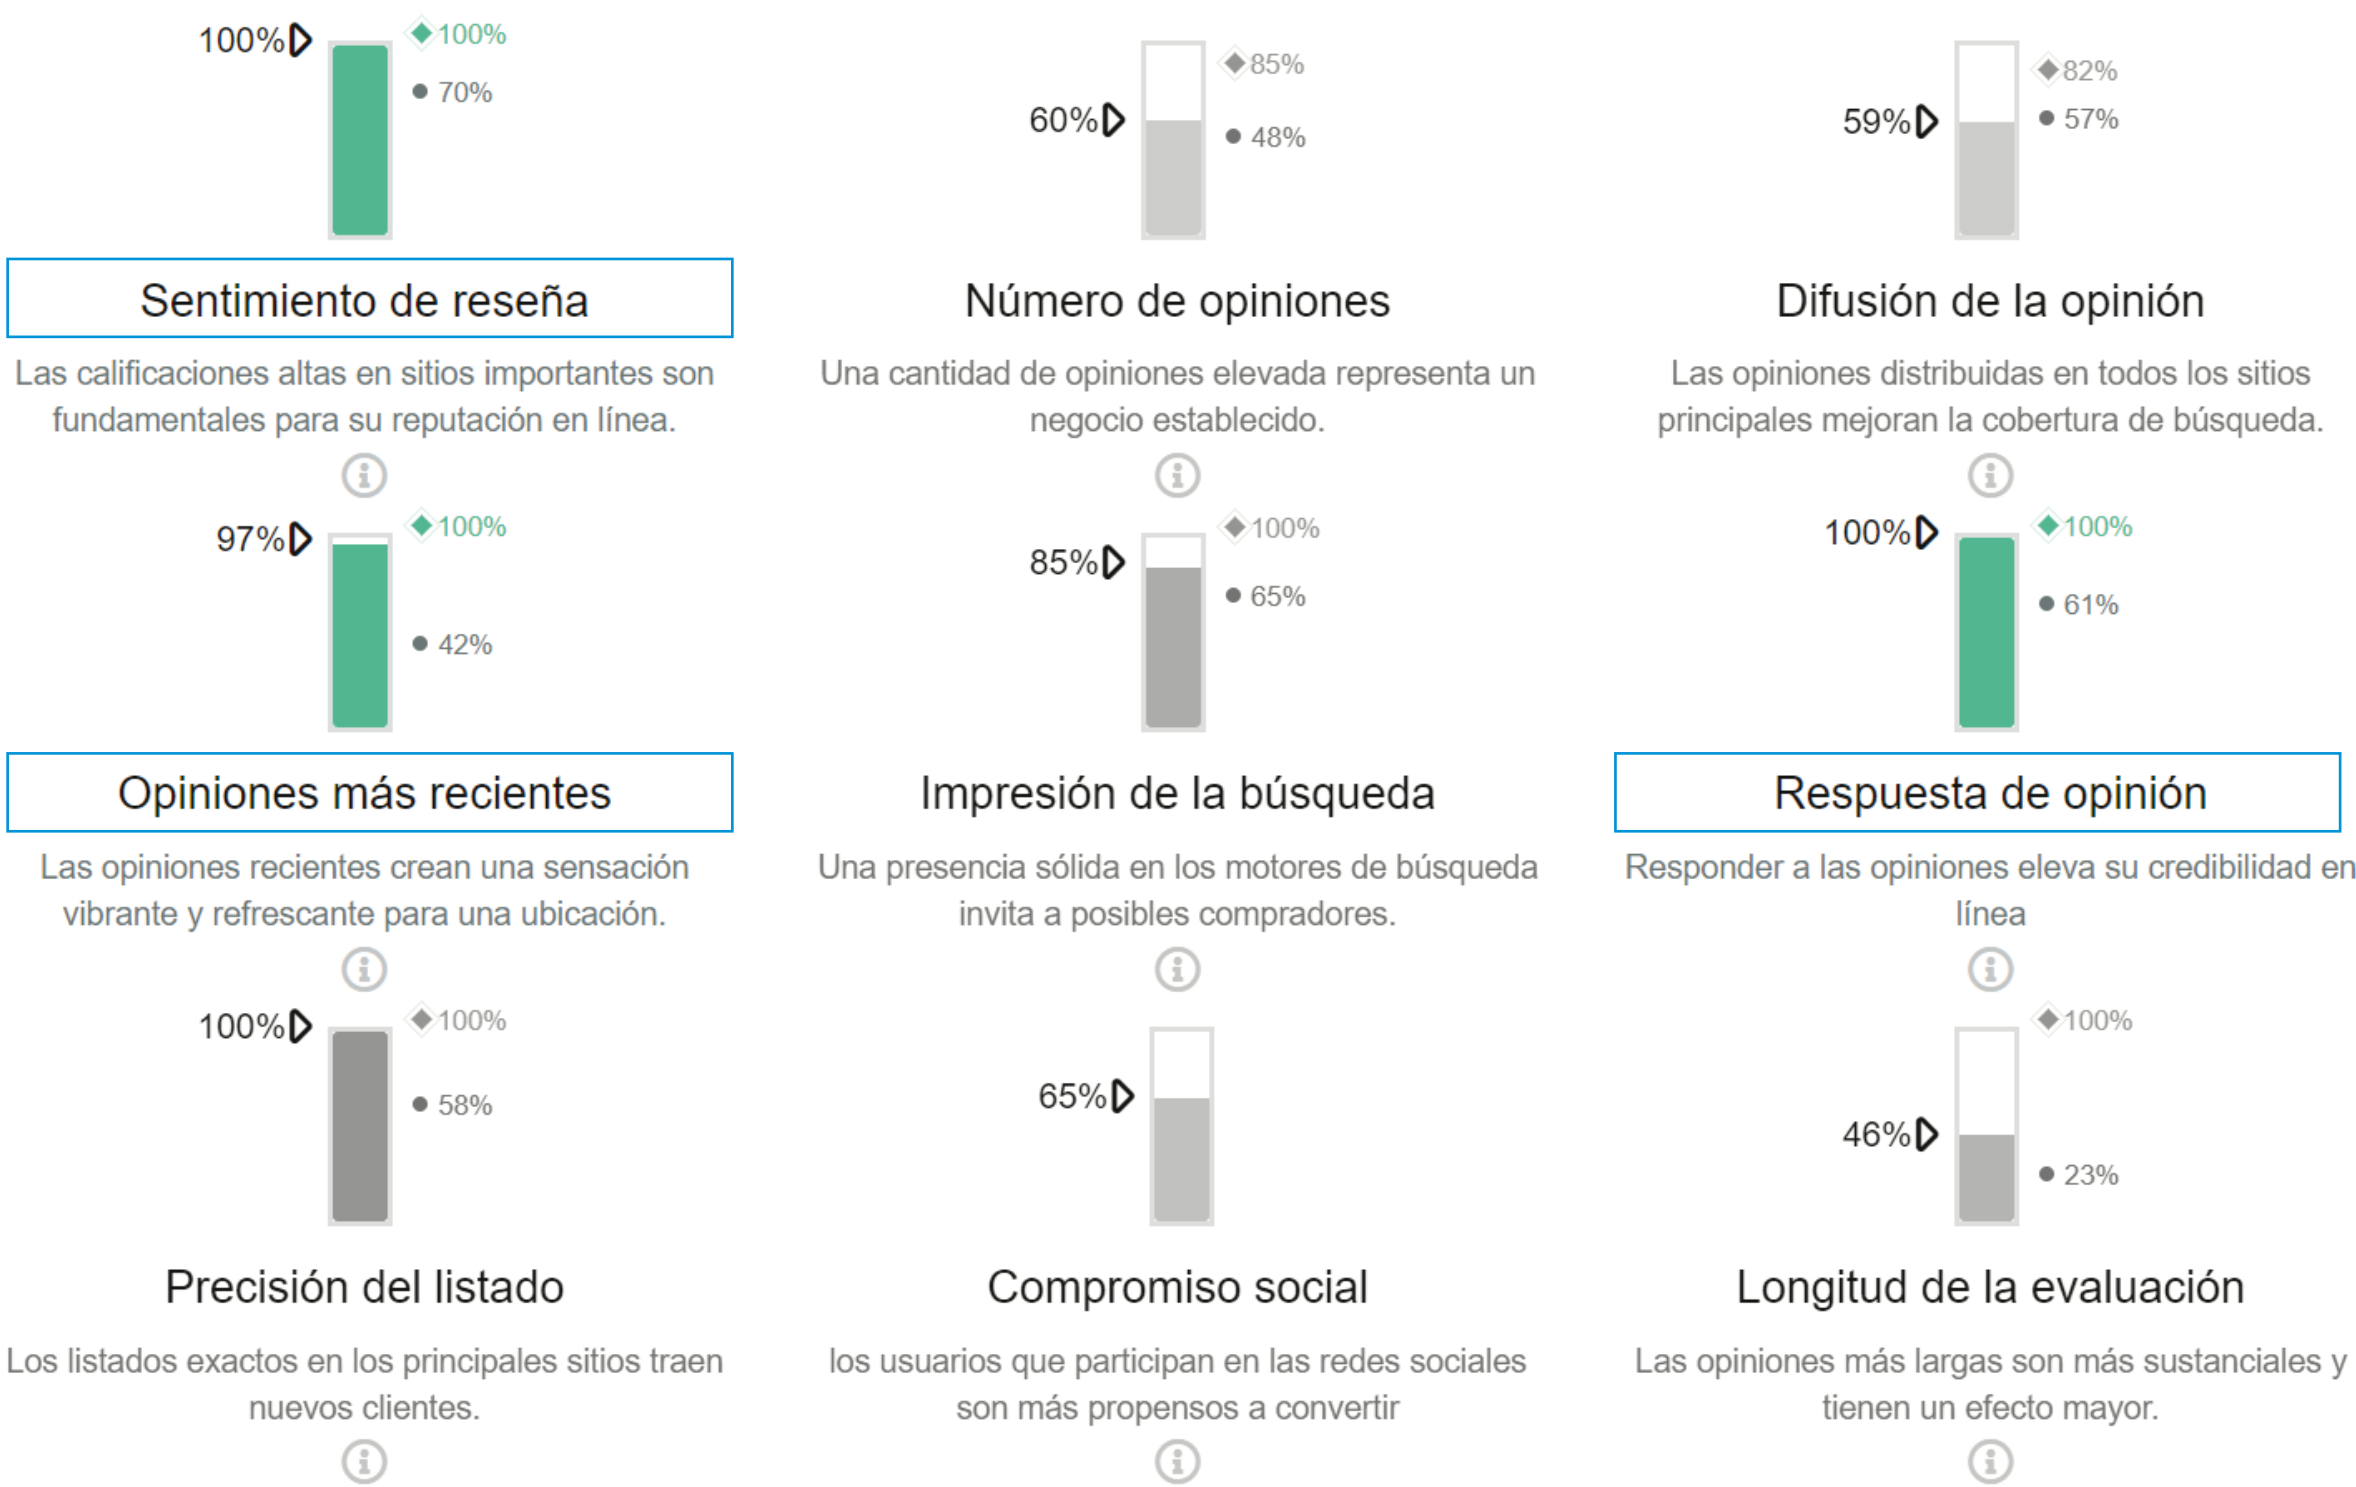 100%
100%
70%
Sentimiento de reseña
Las calificaciones altas en sitios importantes son
fundamentales para su reputación en línea.
60%
85%
48%
Número de opiniones
Una cantidad de opiniones elevada representa un
negocio establecido.
59%
82%
57%
Difusión de la opinión
Las opiniones distribuidas en todos los sitios
principales mejoran la cobertura de búsqueda.
97%
100%
42%
Opiniones más recientes
Las opiniones recientes crean una sensación
vibrante y refrescante para una ubicación.
85%
100%
65%
Impresión de la búsqueda
Una presencia sólida en los motores de búsqueda
invita a posibles compradores.
100%
100%
61%
Respuesta de opinión
Responder a las opiniones eleva su credibilidad en
línea
100%
100%
58%
Precisión del listado
Los listados exactos en los principales sitios traen
nuevos clientes.
65%
Compromiso social
los usuarios que participan en las redes sociales
son más propensos a convertir
100%
46%
23%
Longitud de la evaluación
Las opiniones más largas son más sustanciales y
tienen un efecto mayor.